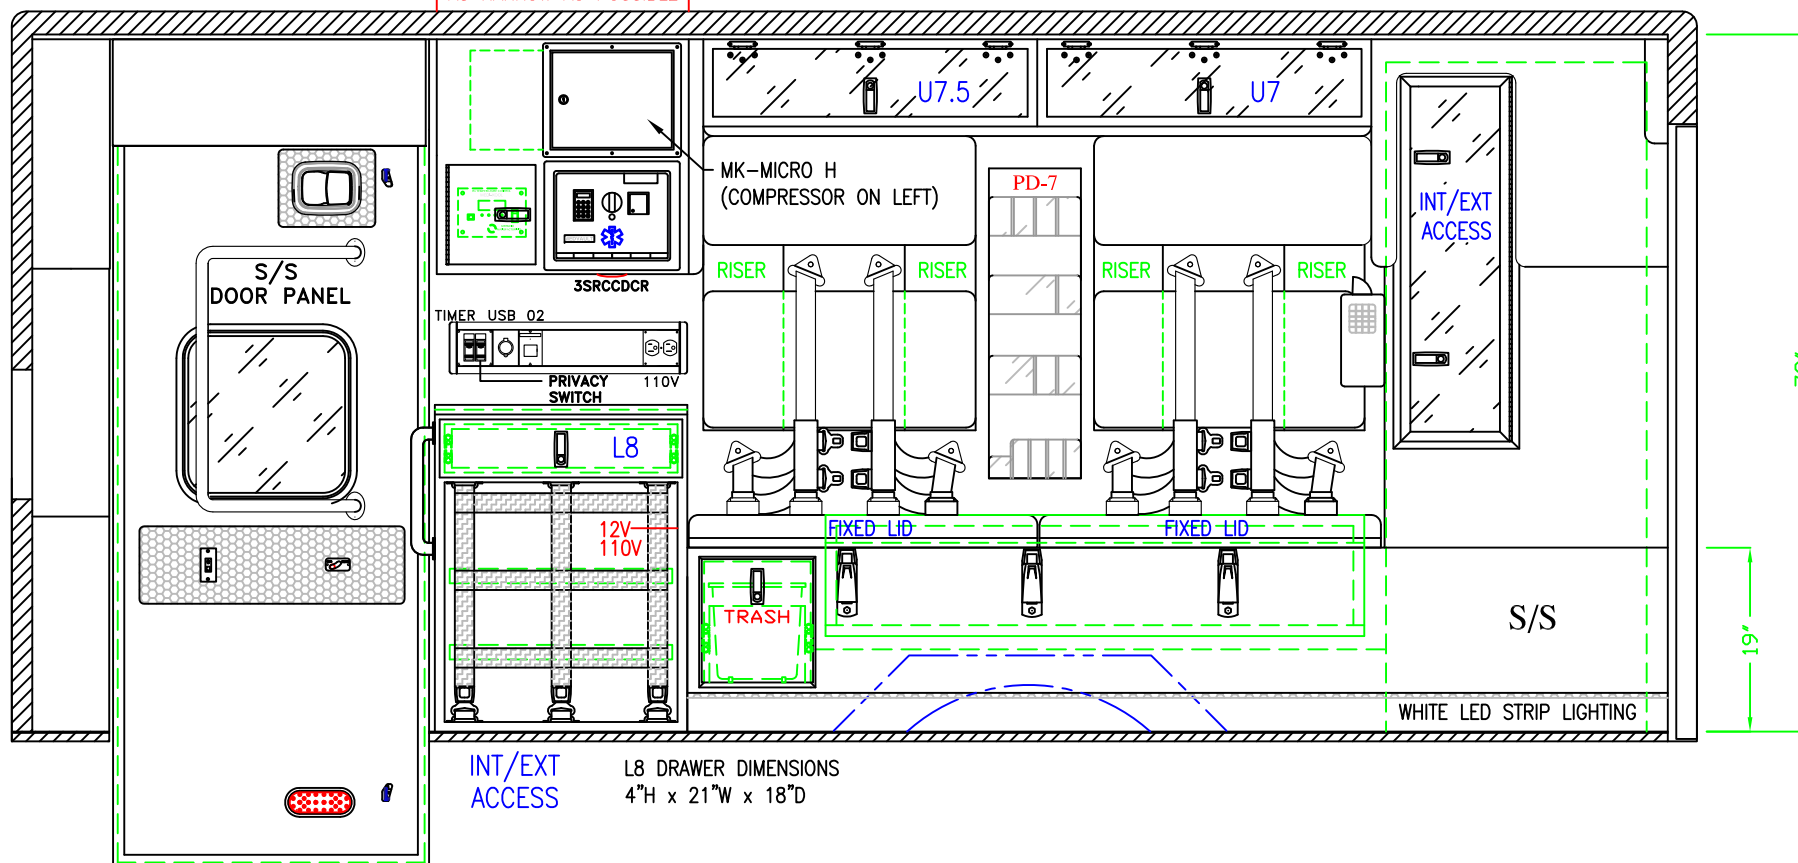 U7.5
U7
MK-MICRO H
(COMPRESSOR ON LEFT)
PD-7
INT/EXT
ACCESS
S/S
DOOR PANEL
RISER
RISER
RISER
RISER
3SRCCDCR
TIMER USB O2
PRIVACY
SWITCH
110V
L8
12V
110V
FIXED LID
FIXED LID
TRASH
S/S
19"
WHITE LED STRIP LIGHTING
INT/EXT
ACCESS
L8 DRAWER DIMENSIONS
4"H x 21"W x 18"D